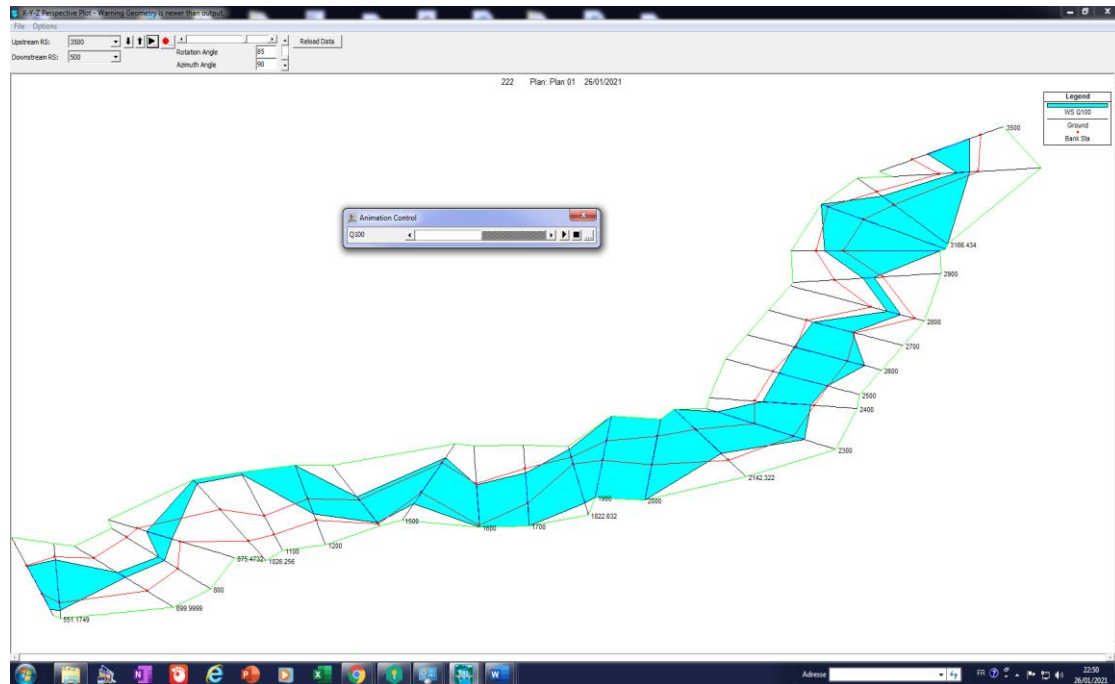 X-Y-Z Perspective Plot - Warning Geometry is newer than output.
File Options
Upstream RS: 3500
Rotation Angle 85
Reload Data
Downstream RS: 500
Azimuth Angle 90
222 Plan: Plan 01 26/01/2021
Legend
WS Q100
Ground
Bank Sta
3500
Animation Control
Q100
3166.434
2900
2800
2700
2600
2500
2400
2300
2142.322
2000
1900
1822.632
1700
1600
1500
1200
1100
1026.256
875.4732
800
699.9999
551.1749
Adresse
FR
22:50
26/01/2021